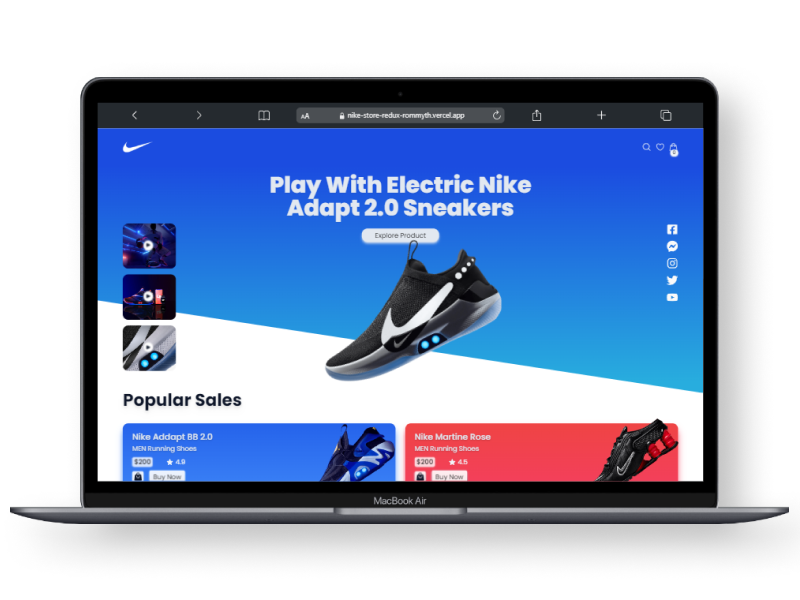 AA nike-store-redux-rommyth.vercel.app
0
Play With Electric Nike
Adapt 2.0 Sneakers
Explore Product
Popular Sales
Nike Addapt BB 2.0
MEN Running Shoes
$200 4.9
Buy Now
Nike Martine Rose
MEN Running Shoes
$200 4.5
Buy Now
MacBook Air